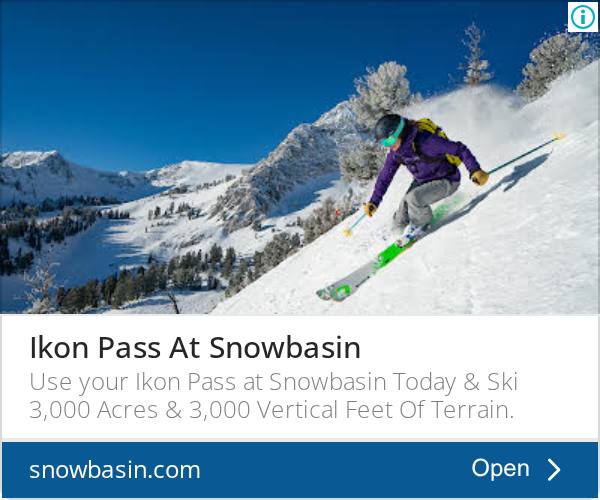 Ikon Pass At Snowbasin
Use your Ikon Pass at Snowbasin Today & Ski
3,000 Acres & 3,000 Vertical Feet Of Terrain.
snowbasin.com Open